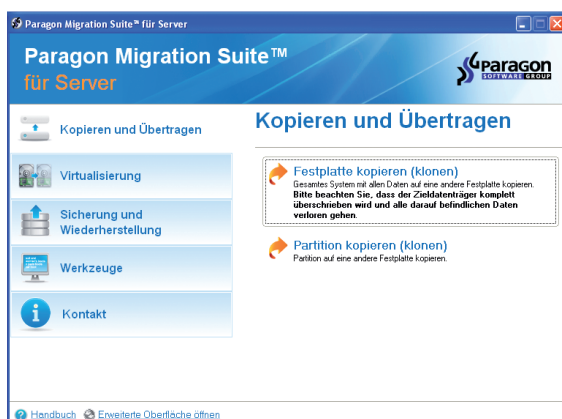 Paragon Migration Suite™ für Server
Paragon Migration Suite™
für Server
Paragon
SOFTWARE GROUP
Kopieren und Übertragen
Virtualisierung
Sicherung und
Wiederherstellung
Werkzeuge
Kontakt
Kopieren und Übertragen
Festplatte kopieren (klonen)
Gesamtes System mit allen Daten auf eine andere Festplatte kopieren.
Bitte beachten Sie, dass der Zieldatenträger komplett
überschrieben wird und alle darauf befindlichen Daten
verloren gehen.
Partition kopieren (klonen)
Partition auf eine andere Festplatte kopieren.
Handbuch Erweiterte Oberfläche öffnen